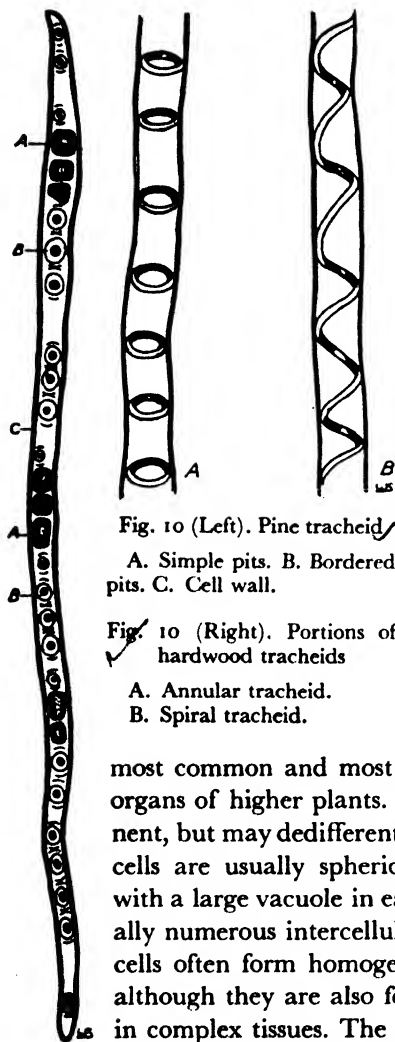 A
B
C
A
B
A
B
Fig. 10 (Left). Pine tracheid
A. Simple pits. B. Bordered
pits. C. Cell wall.
Fig. 10 (Right). Portions of
hardwood tracheids
A. Annular tracheid.
B. Spiral tracheid.
most common and most
organs of higher plants.
nent, but may dedifferent
cells are usually spheric
with a large vacuole in ea
ally numerous intercellul
cells often form homoge
although they are also fo
in complex tissues. The